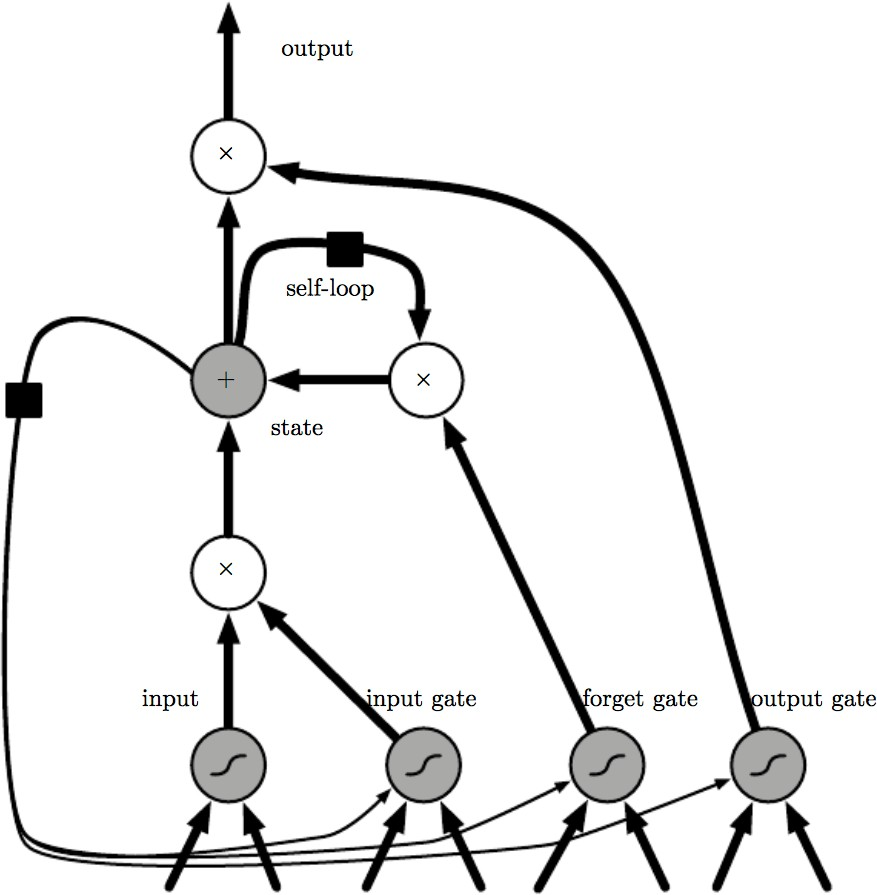 output
×
self-loop
+
×
state
×
input
input gate
forget gate
output gate